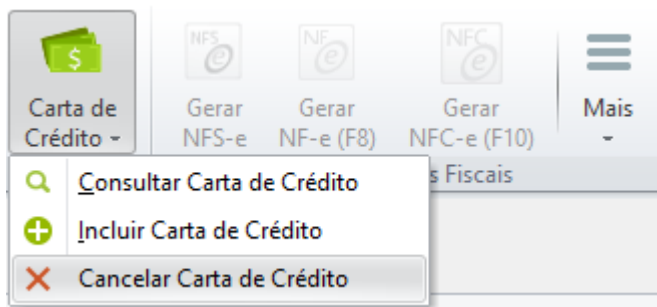 NFS e
NF e
NFC e
$
Carta de Crédito
Gerar NFS-e
Gerar NF-e (F8)
Gerar NFC-e (F10)
Mais
s Fiscais
Consultar Carta de Crédito
Incluir Carta de Crédito
Cancelar Carta de Crédito